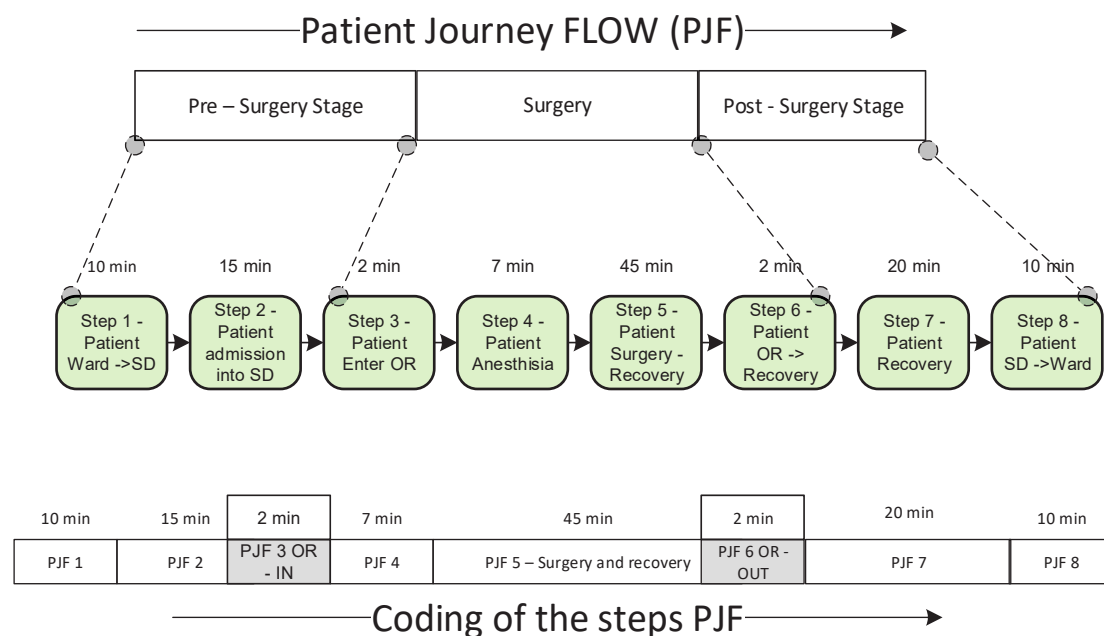 Patient Journey FLOW (PJF)
Pre – Surgery Stage
Surgery
Post - Surgery Stage
10 min
15 min
2 min
7 min
45 min
2 min
20 min
10 min
Step 1 -
Patient
Ward ->SD
Step 2 -
Patient
admission
into SD
Step 3 -
Patient
Enter OR
Step 4 -
Patient
Anesthisia
Step 5 -
Patient
Surgery -
Recovery
Step 6 -
Patient
OR ->
Recovery
Step 7 -
Patient
Recovery
Step 8 -
Patient
SD ->Ward
10 min
15 min
2 min
7 min
45 min
2 min
20 min
10 min
PJF 1
PJF 2
PJF 3 OR
- IN
PJF 4
PJF 5 – Surgery and recovery
PJF 6 OR -
OUT
PJF 7
PJF 8
Coding of the steps PJF